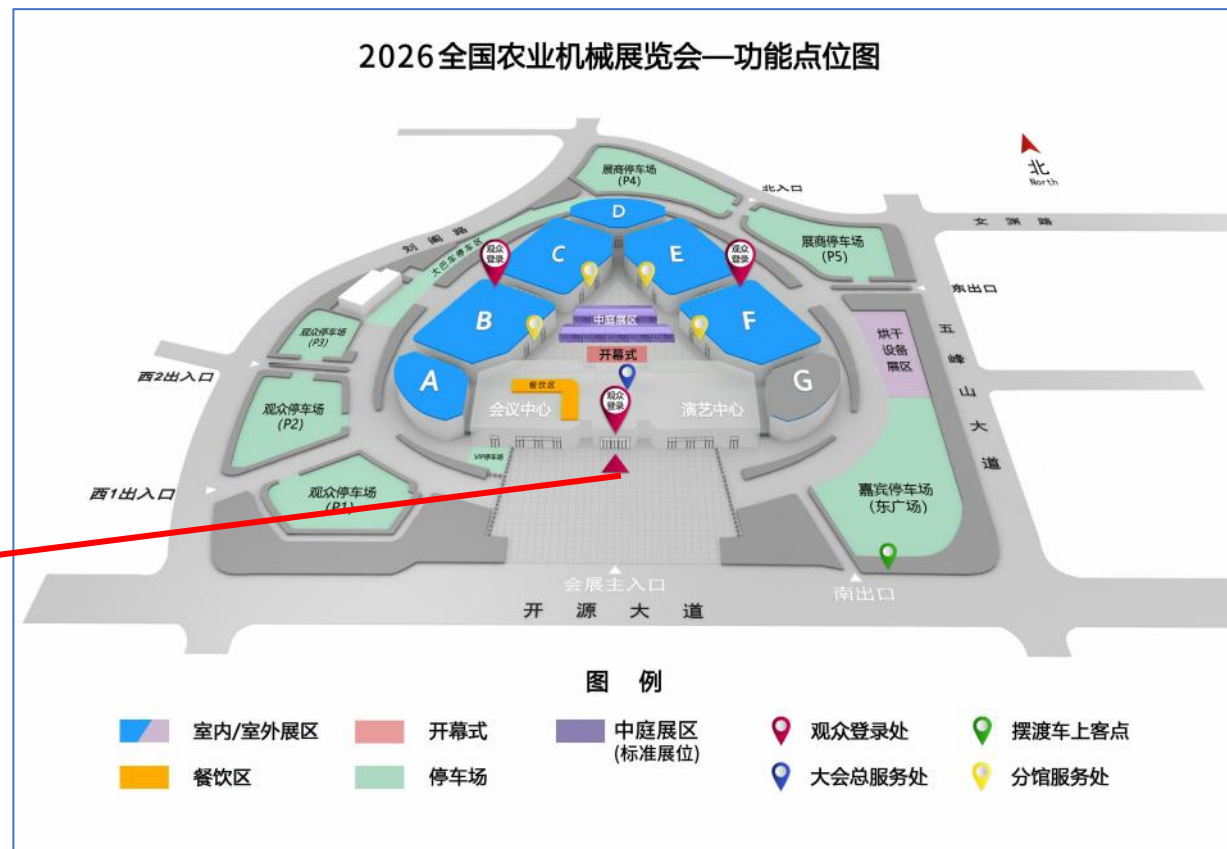 2026全国农业机械展览会—功能点位图
北
North
展商停车场
(P4)
北入口
文渊路
刘阁路
大巴车停车区
D
C
E
观众
登录
观众
登录
展商停车场
(P5)
东出口
B
中庭展区
F
烘干
设备
展区
五峰山大道
观众停车场
(P3)
开幕式
西2出入口
A
餐饮区
G
观众停车场
(P2)
会议中心
观众
登录
演艺中心
VIP停车场
西1出入口
观众停车场
(P1)
嘉宾停车场
(东广场)
会展主入口
南出口
开源大道
图 例
室内/室外展区
开幕式
中庭展区
(标准展位)
观众登录处
摆渡车上客点
餐饮区
停车场
大会总服务处
分馆服务处